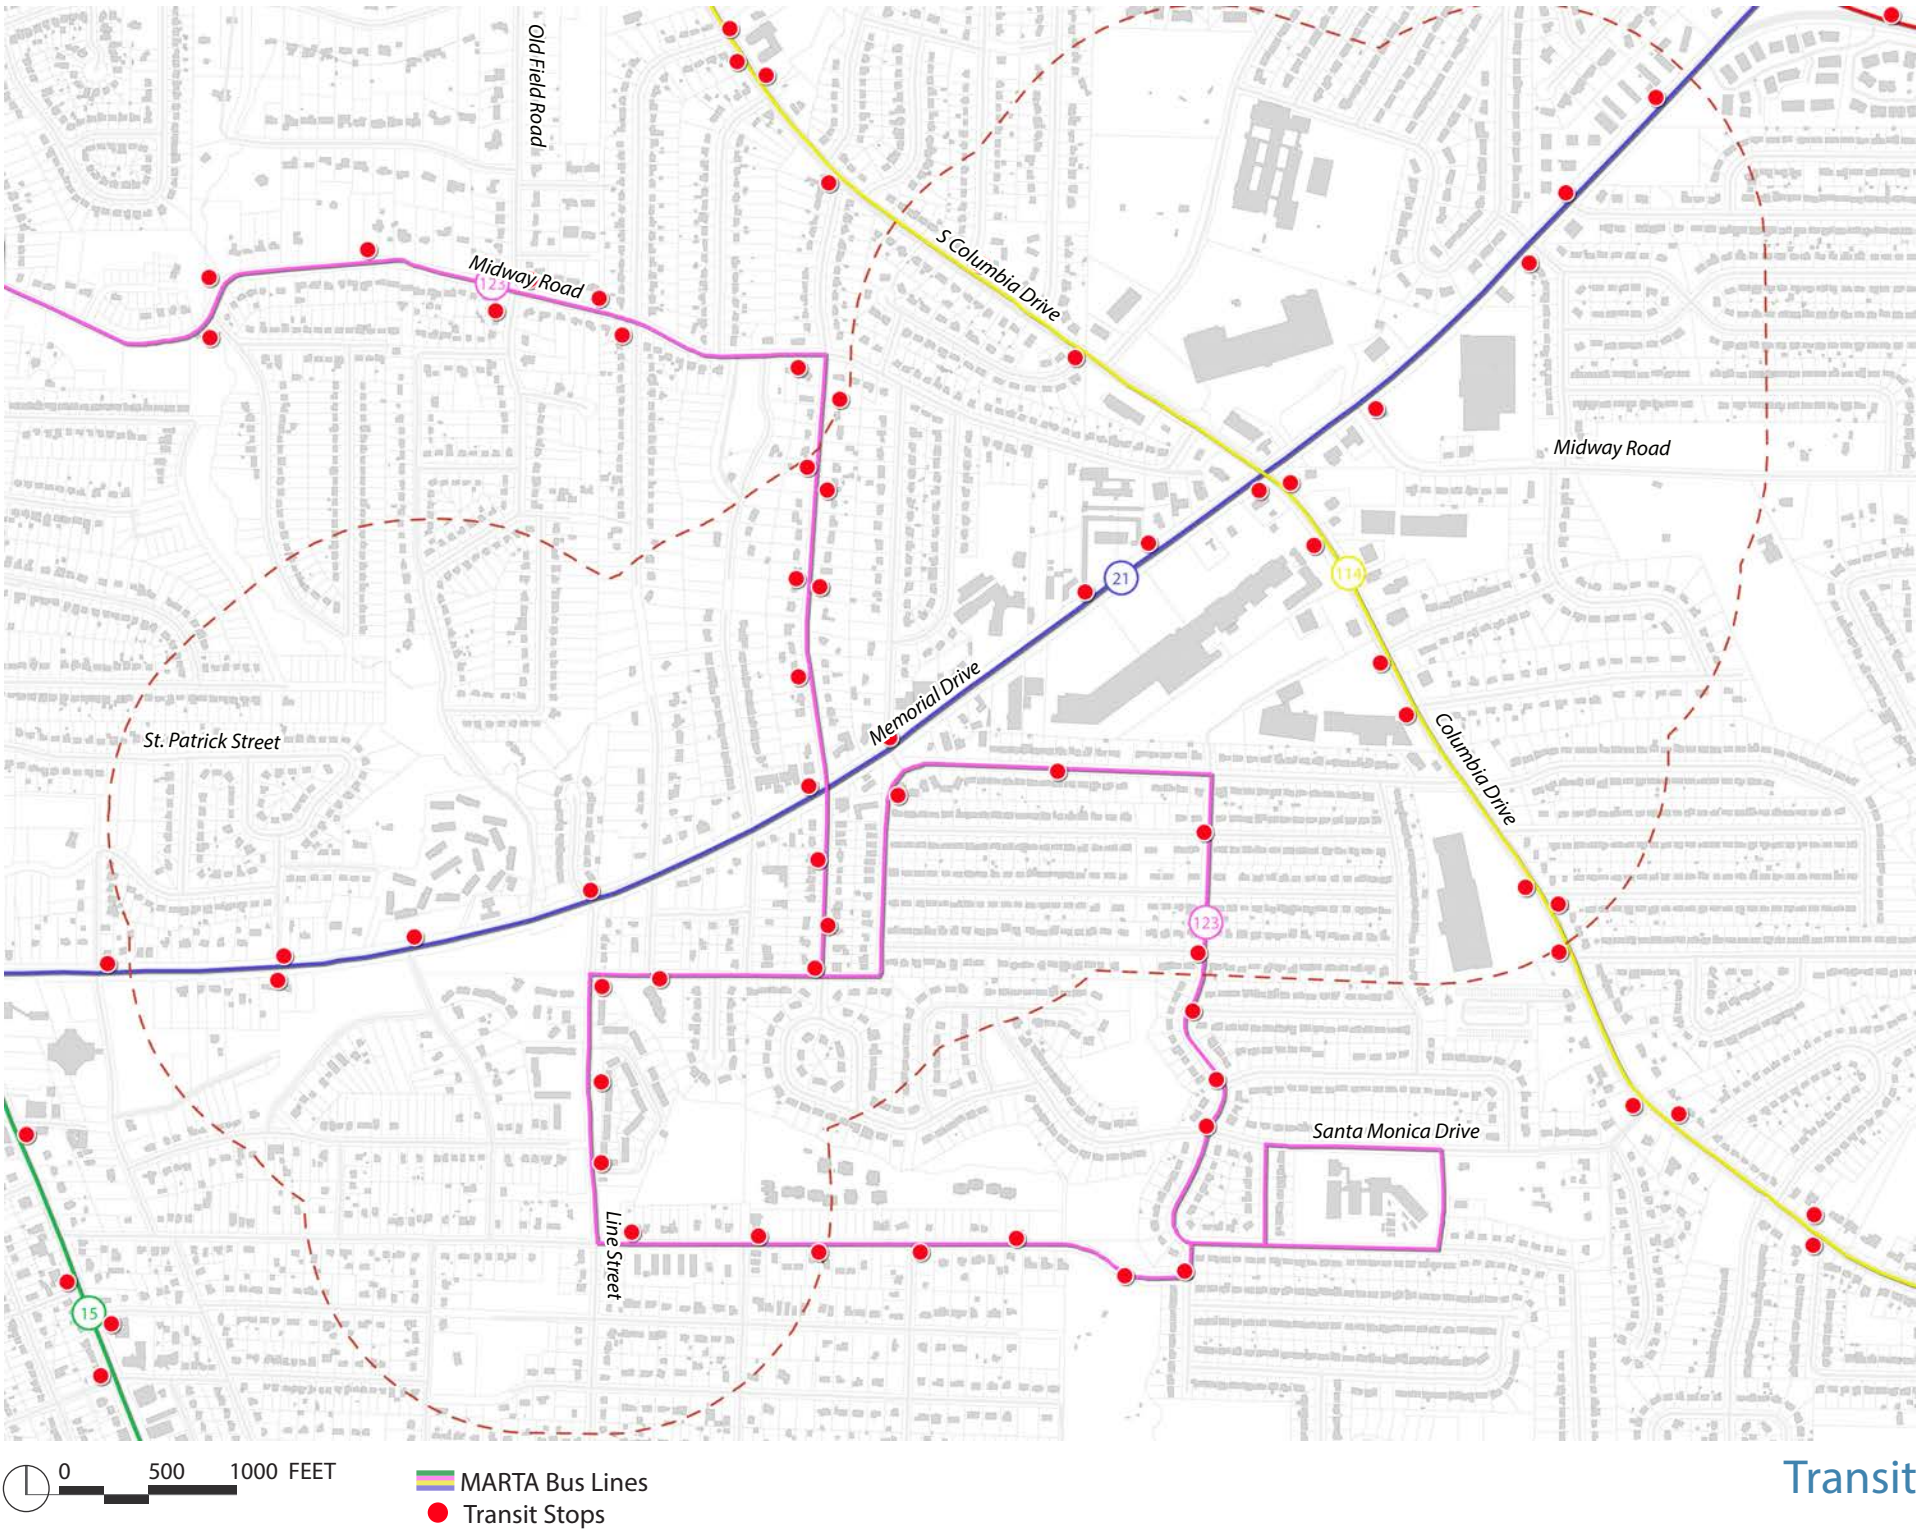 Old Field Road
S Columbia Drive
Midway Road
123
Midway Road
21
114
Memorial Drive
St. Patrick Street
Columbia Drive
123
Santa Monica Drive
Line Street
15
0 500 1000 FEET
MARTA Bus Lines
Transit Stops
Transit